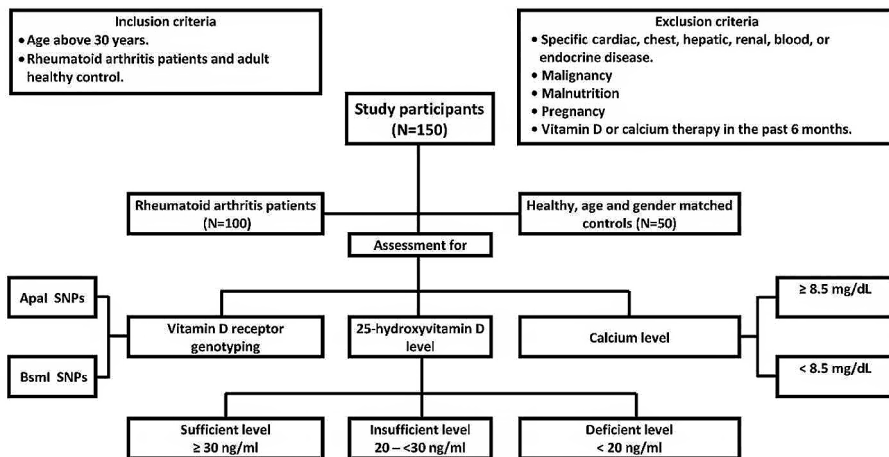 Inclusion criteria
• Age above 30 years.
• Rheumatoid arthritis patients and adult
healthy control.
Exclusion criteria
• Specific cardiac, chest, hepatic, renal, blood, or
endocrine disease.
• Malignancy
• Malnutrition
• Pregnancy
• Vitamin D or calcium therapy in the past 6 months.
Study participants
(N=150)
Rheumatoid arthritis patients
(N=100)
Healthy, age and gender matched
controls (N=50)
Assessment for
ApaI SNPs
BsmI SNPs
Vitamin D receptor
genotyping
25-hydroxyvitamin D
level
Calcium level
≥ 8.5 mg/dL
< 8.5 mg/dL
Sufficient level
≥ 30 ng/ml
Insufficient level
20 – <30 ng/ml
Deficient level
< 20 ng/ml